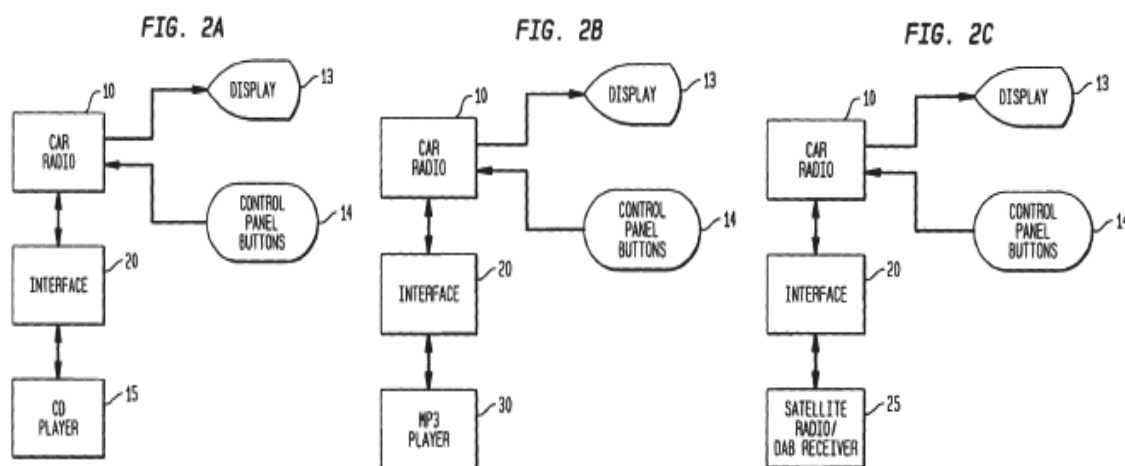 FIG. 2A
10
CAR
RADIO
DISPLAY
13
CONTROL
PANEL
BUTTONS
14
20
INTERFACE
15
CD
PLAYER
FIG. 2B
10
CAR
RADIO
DISPLAY
13
CONTROL
PANEL
BUTTONS
14
20
INTERFACE
30
MP3
PLAYER
FIG. 2C
10
CAR
RADIO
DISPLAY
13
CONTROL
PANEL
BUTTONS
14
20
INTERFACE
25
SATELLITE
RADIO/
DAB RECEIVER